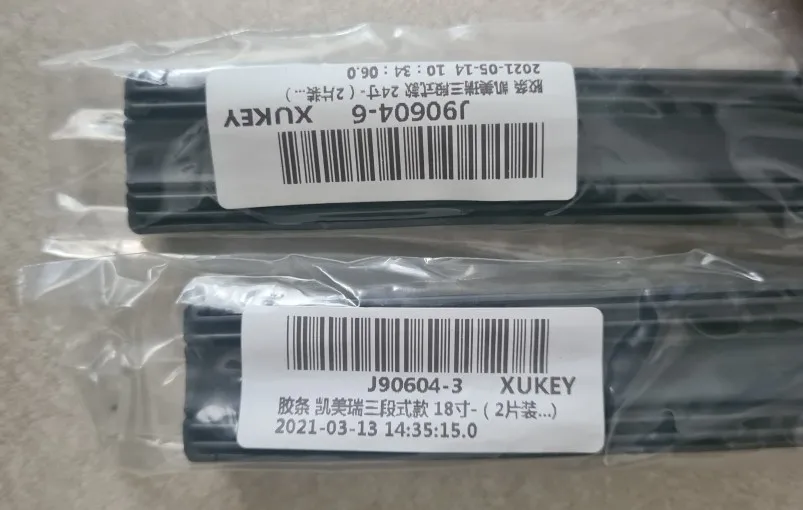 J90604-6 XUKEY
胶条 凯美瑞三段式款 24寸-（2片装...)
2021-05-14 10:34:06.0
J90604-3 XUKEY
胶条 凯美瑞三段式款 18寸-（2片装...)
2021-03-13 14:35:15.0